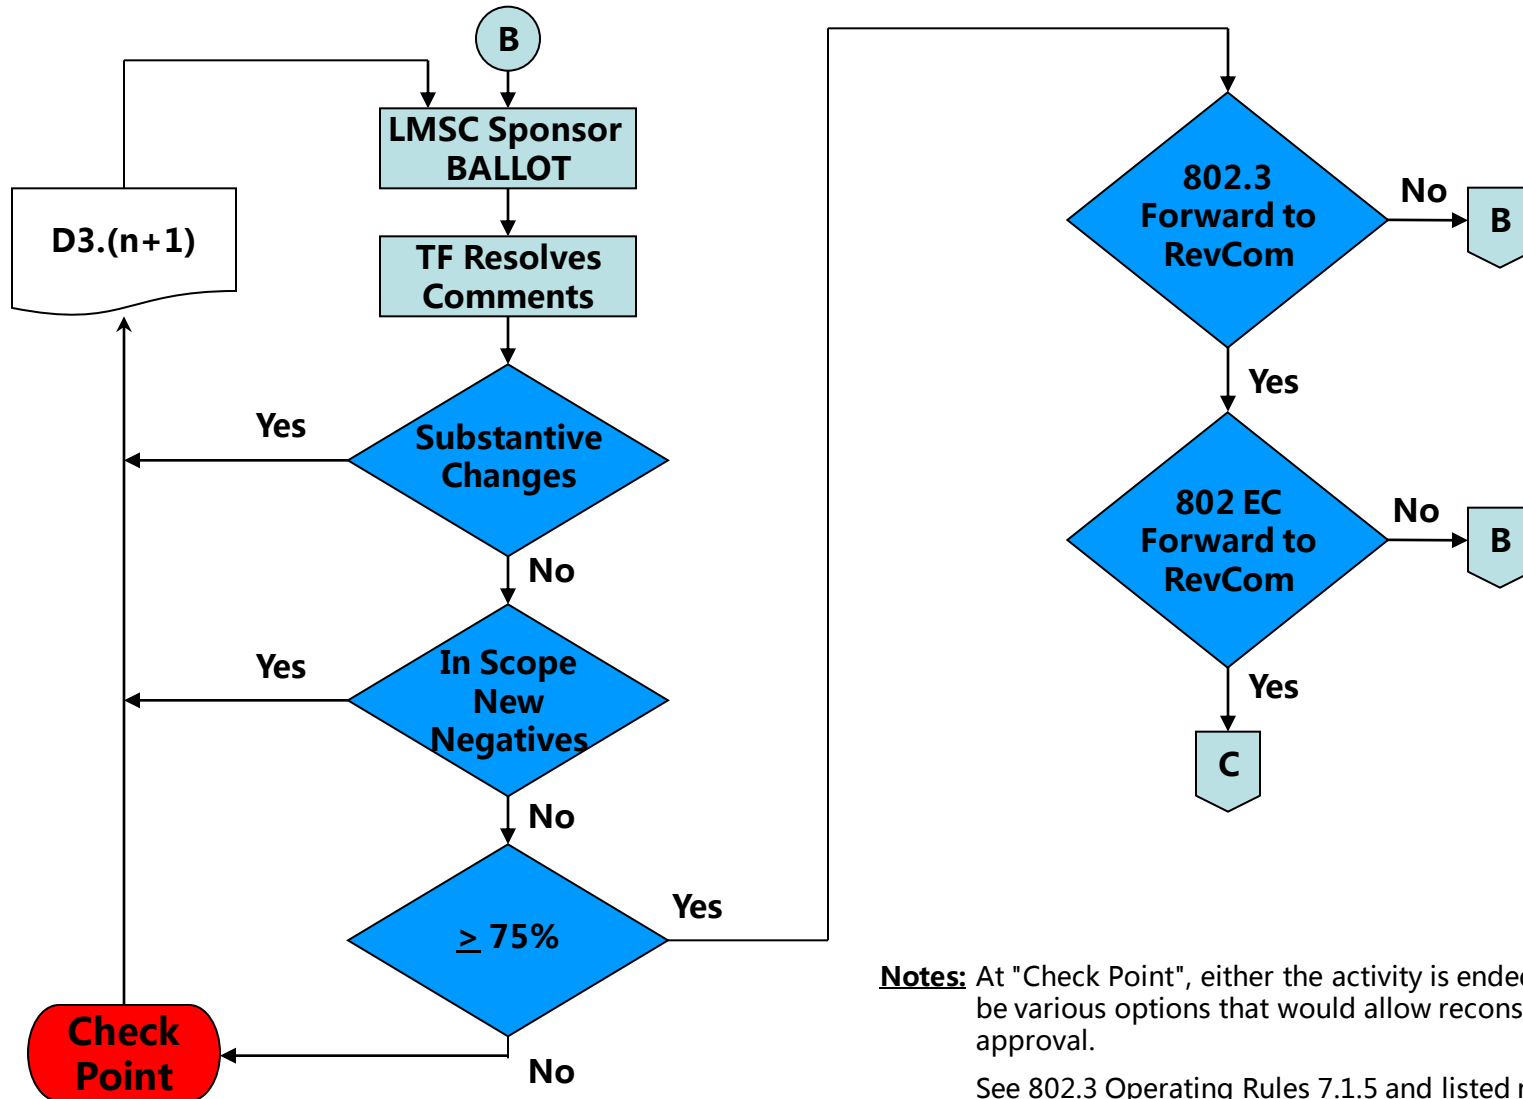 B
LMSC Sponsor
BALLOT
D3.(n+1)
TF Resolves
Comments
Yes
Substantive
Changes
No
Yes
In Scope
New
Negatives
No
≥ 75%
Yes
No
Check
Point
802.3
Forward to
RevCom
No
B
Yes
802 EC
Forward to
RevCom
No
B
Yes
C
Notes: At "Check Point", either the activity is ended
be various options that would allow recons
approval.
See 802.3 Operating Rules 7.1.5 and listed r